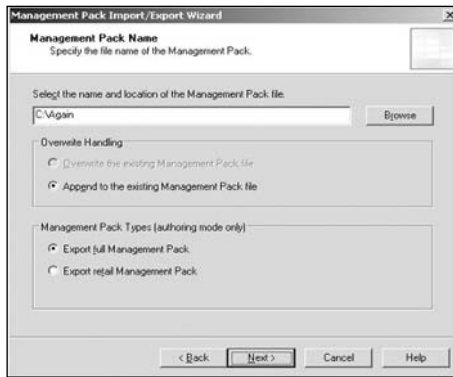 Management Pack Import/Export Wizard
Management Pack Name
Specify the file name of the Management Pack.
Select the name and location of the Management Pack file.
C:\Again
Browse
Overwrite Handling
Overwrite the existing Management Pack file
Append to the existing Management Pack file
Management Pack Types (authoring mode only)
Export full Management Pack
Export retail Management Pack
< Back Next > Cancel Help